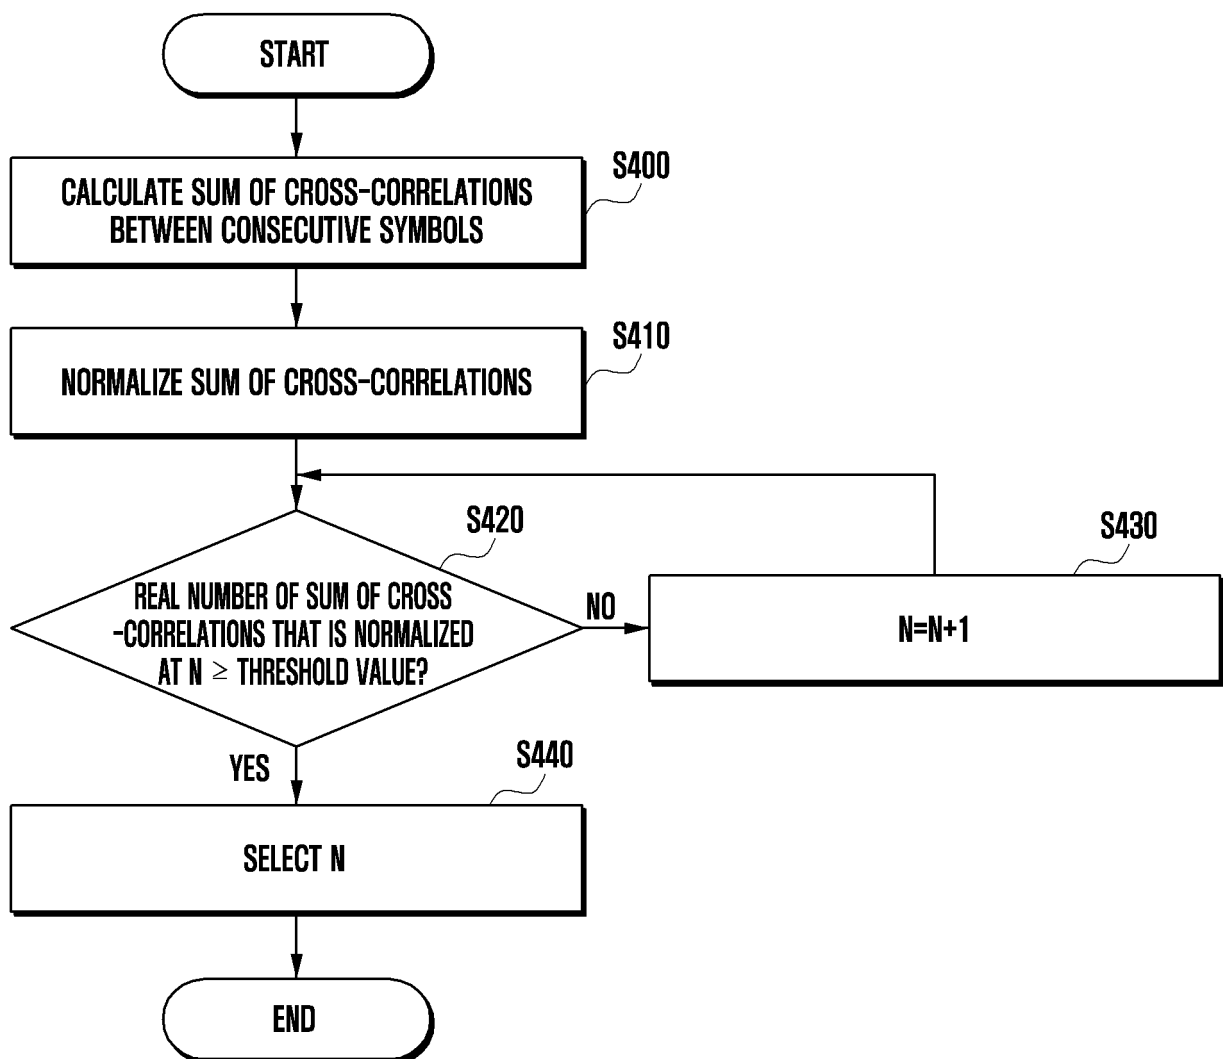 START
S400
CALCULATE SUM OF CROSS-CORRELATIONS
BETWEEN CONSECUTIVE SYMBOLS
S410
NORMALIZE SUM OF CROSS-CORRELATIONS
S420
REAL NUMBER OF SUM OF CROSS
-CORRELATIONS THAT IS NORMALIZED
AT N ≥ THRESHOLD VALUE?
NO
S430
N=N+1
YES
S440
SELECT N
END